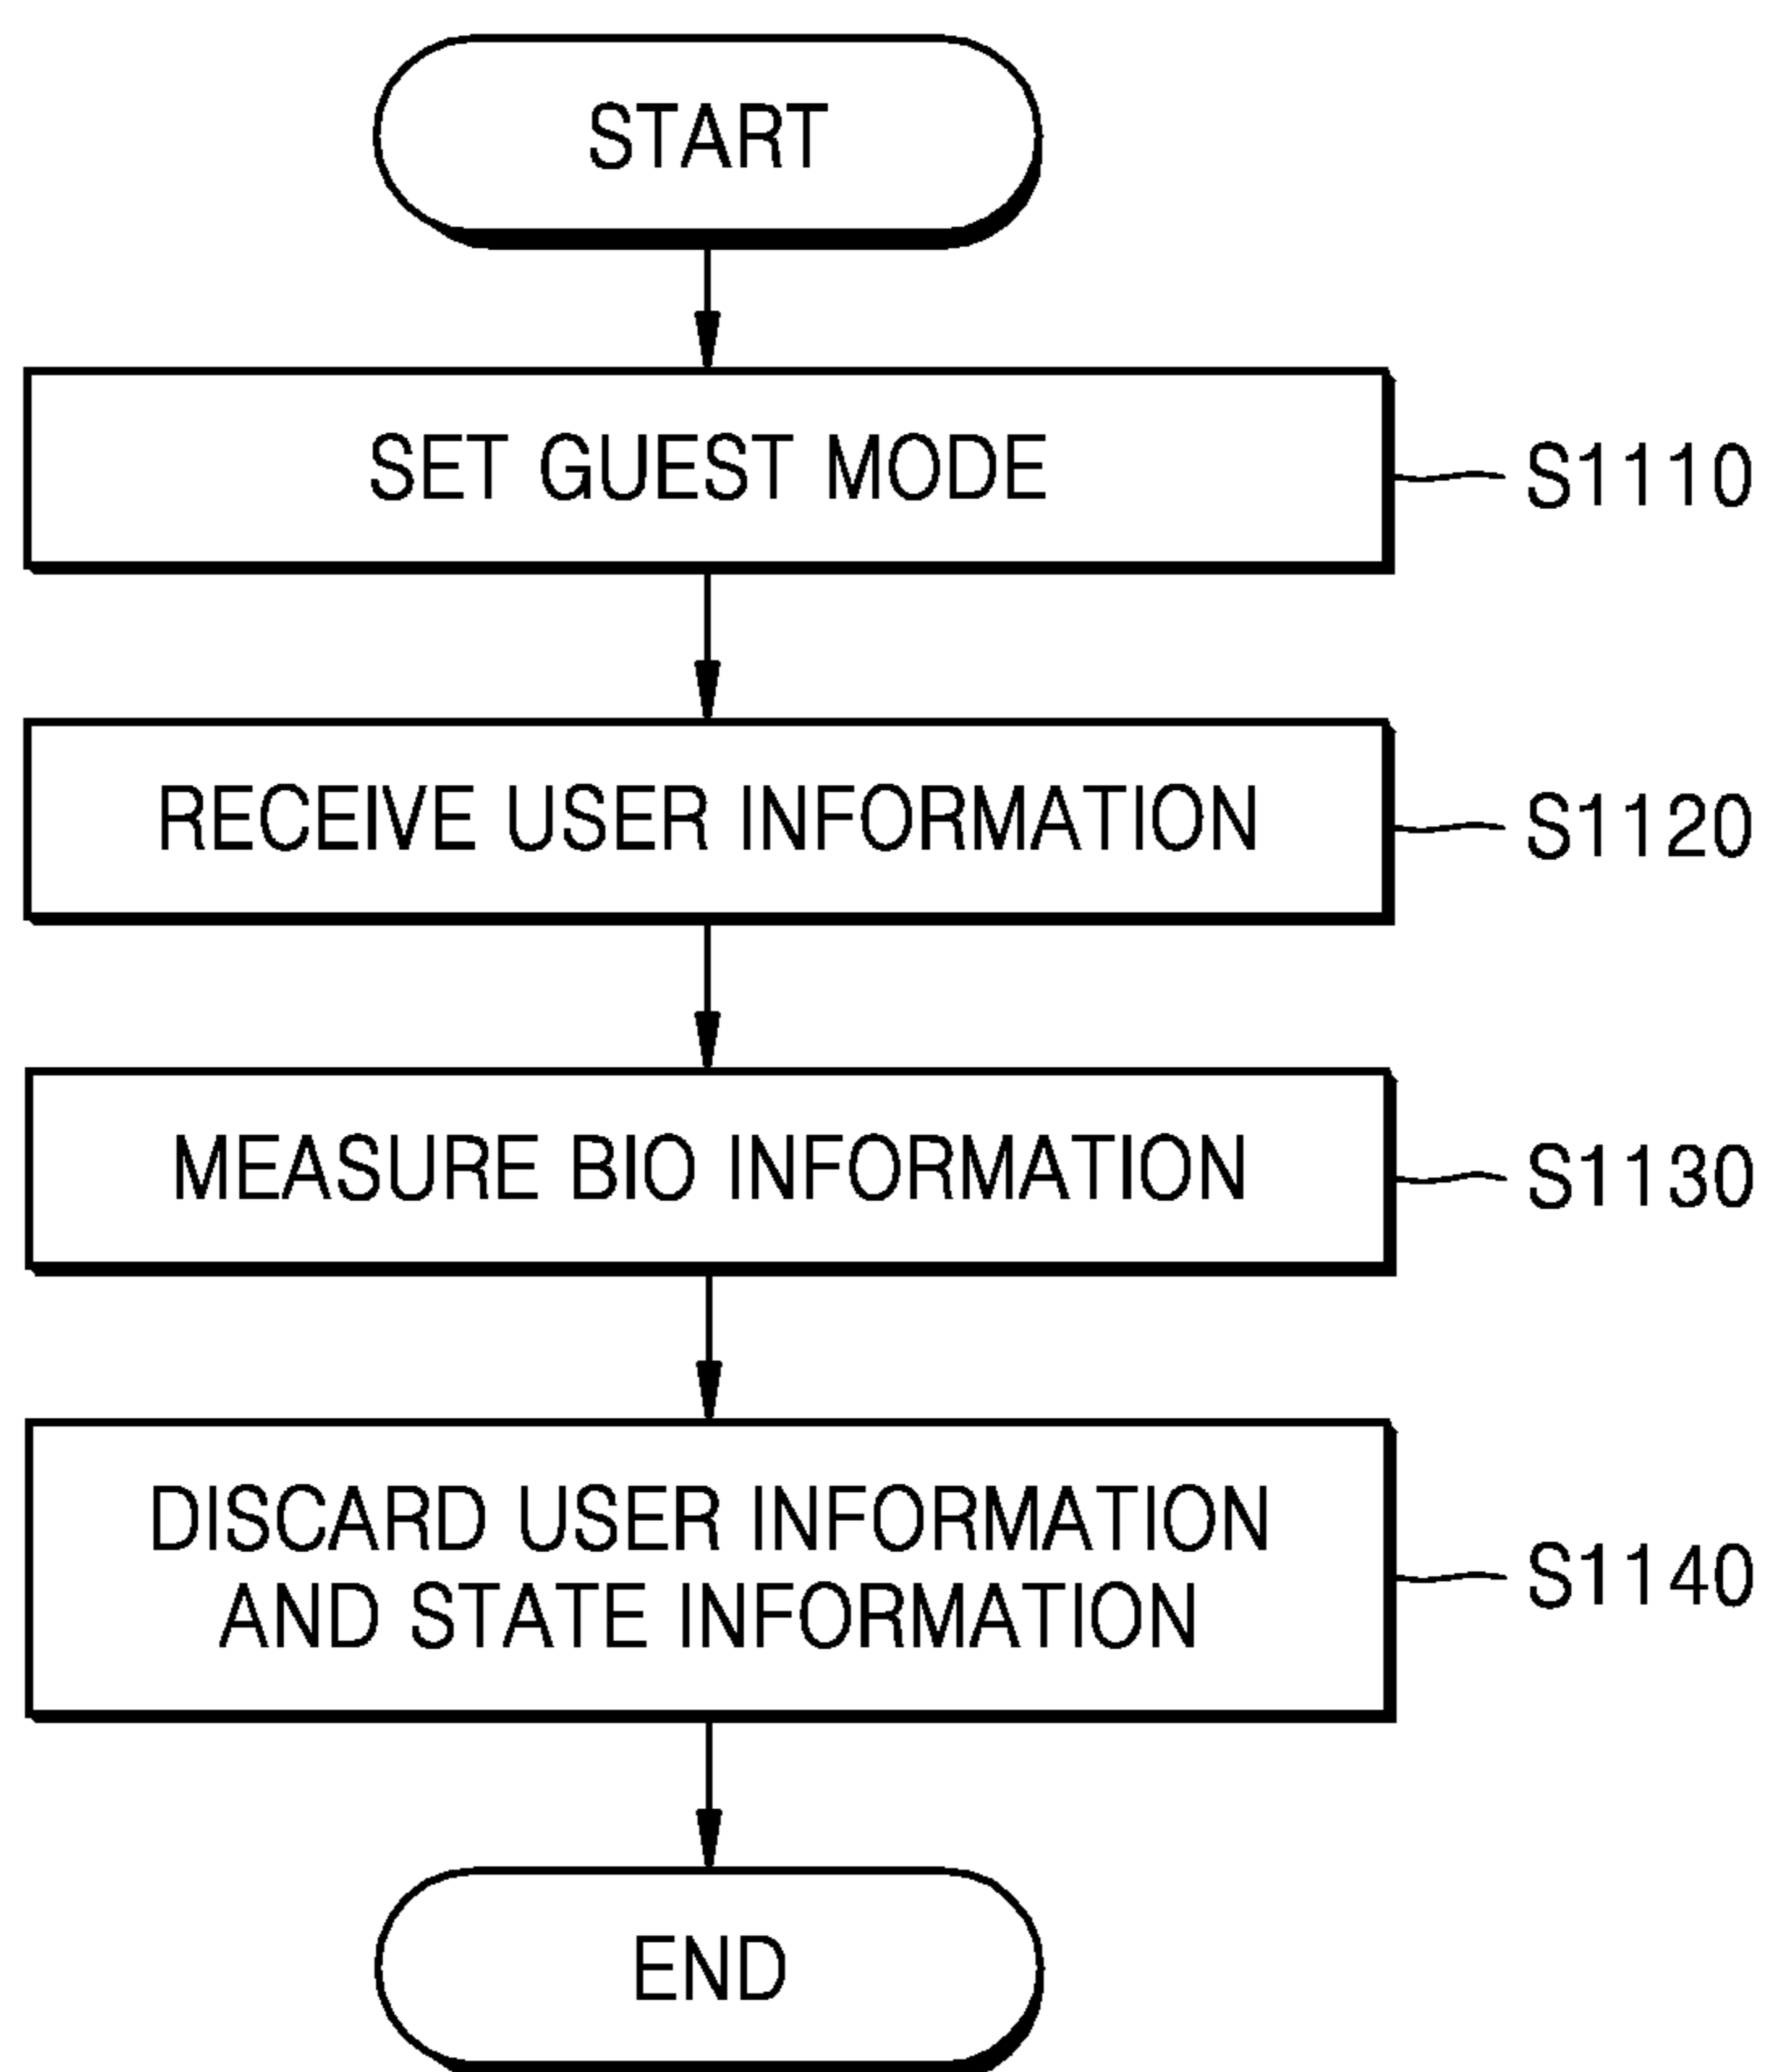 START
SET GUEST MODE
S1110
RECEIVE USER INFORMATION
S1120
MEASURE BIO INFORMATION
S1130
DISCARD USER INFORMATION
AND STATE INFORMATION
S1140
END